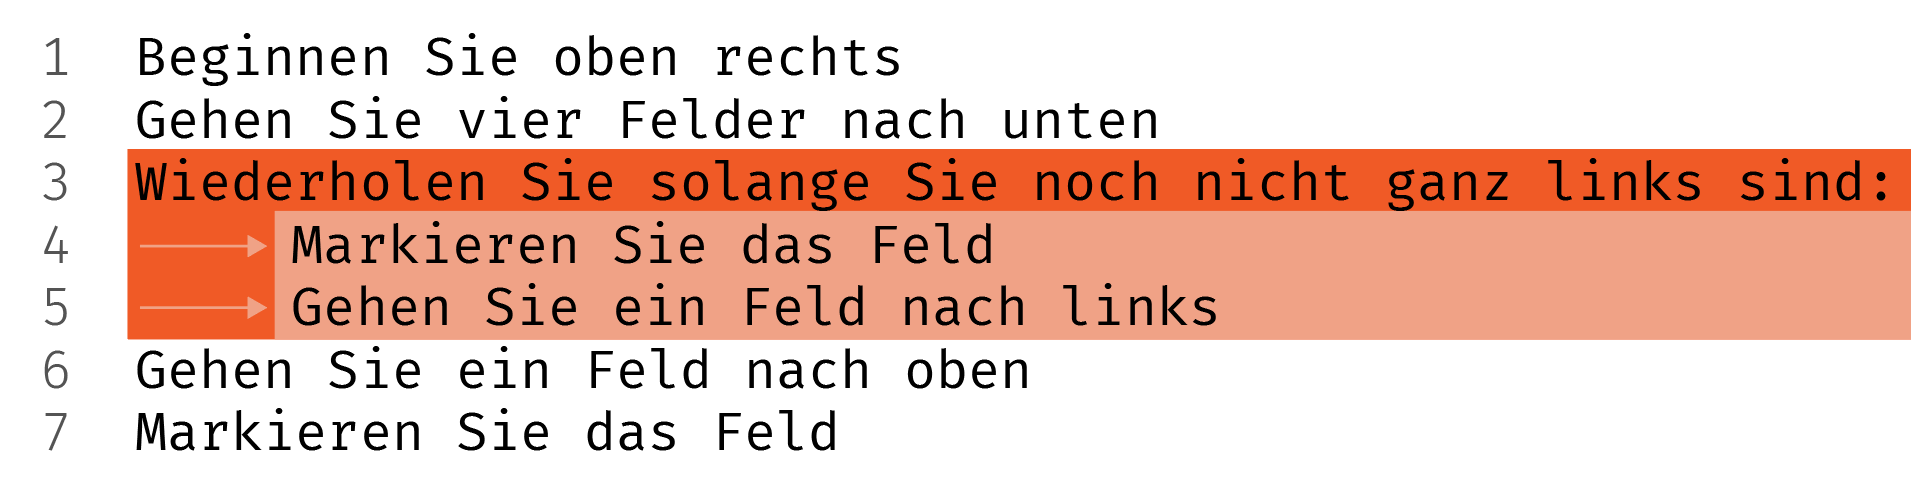 1 Beginnen Sie oben rechts
2 Gehen Sie vier Felder nach unten
3 Wiederholen Sie solange Sie noch nicht ganz links sind:
4 Markieren Sie das Feld
5 Gehen Sie ein Feld nach links
6 Gehen Sie ein Feld nach oben
7 Markieren Sie das Feld